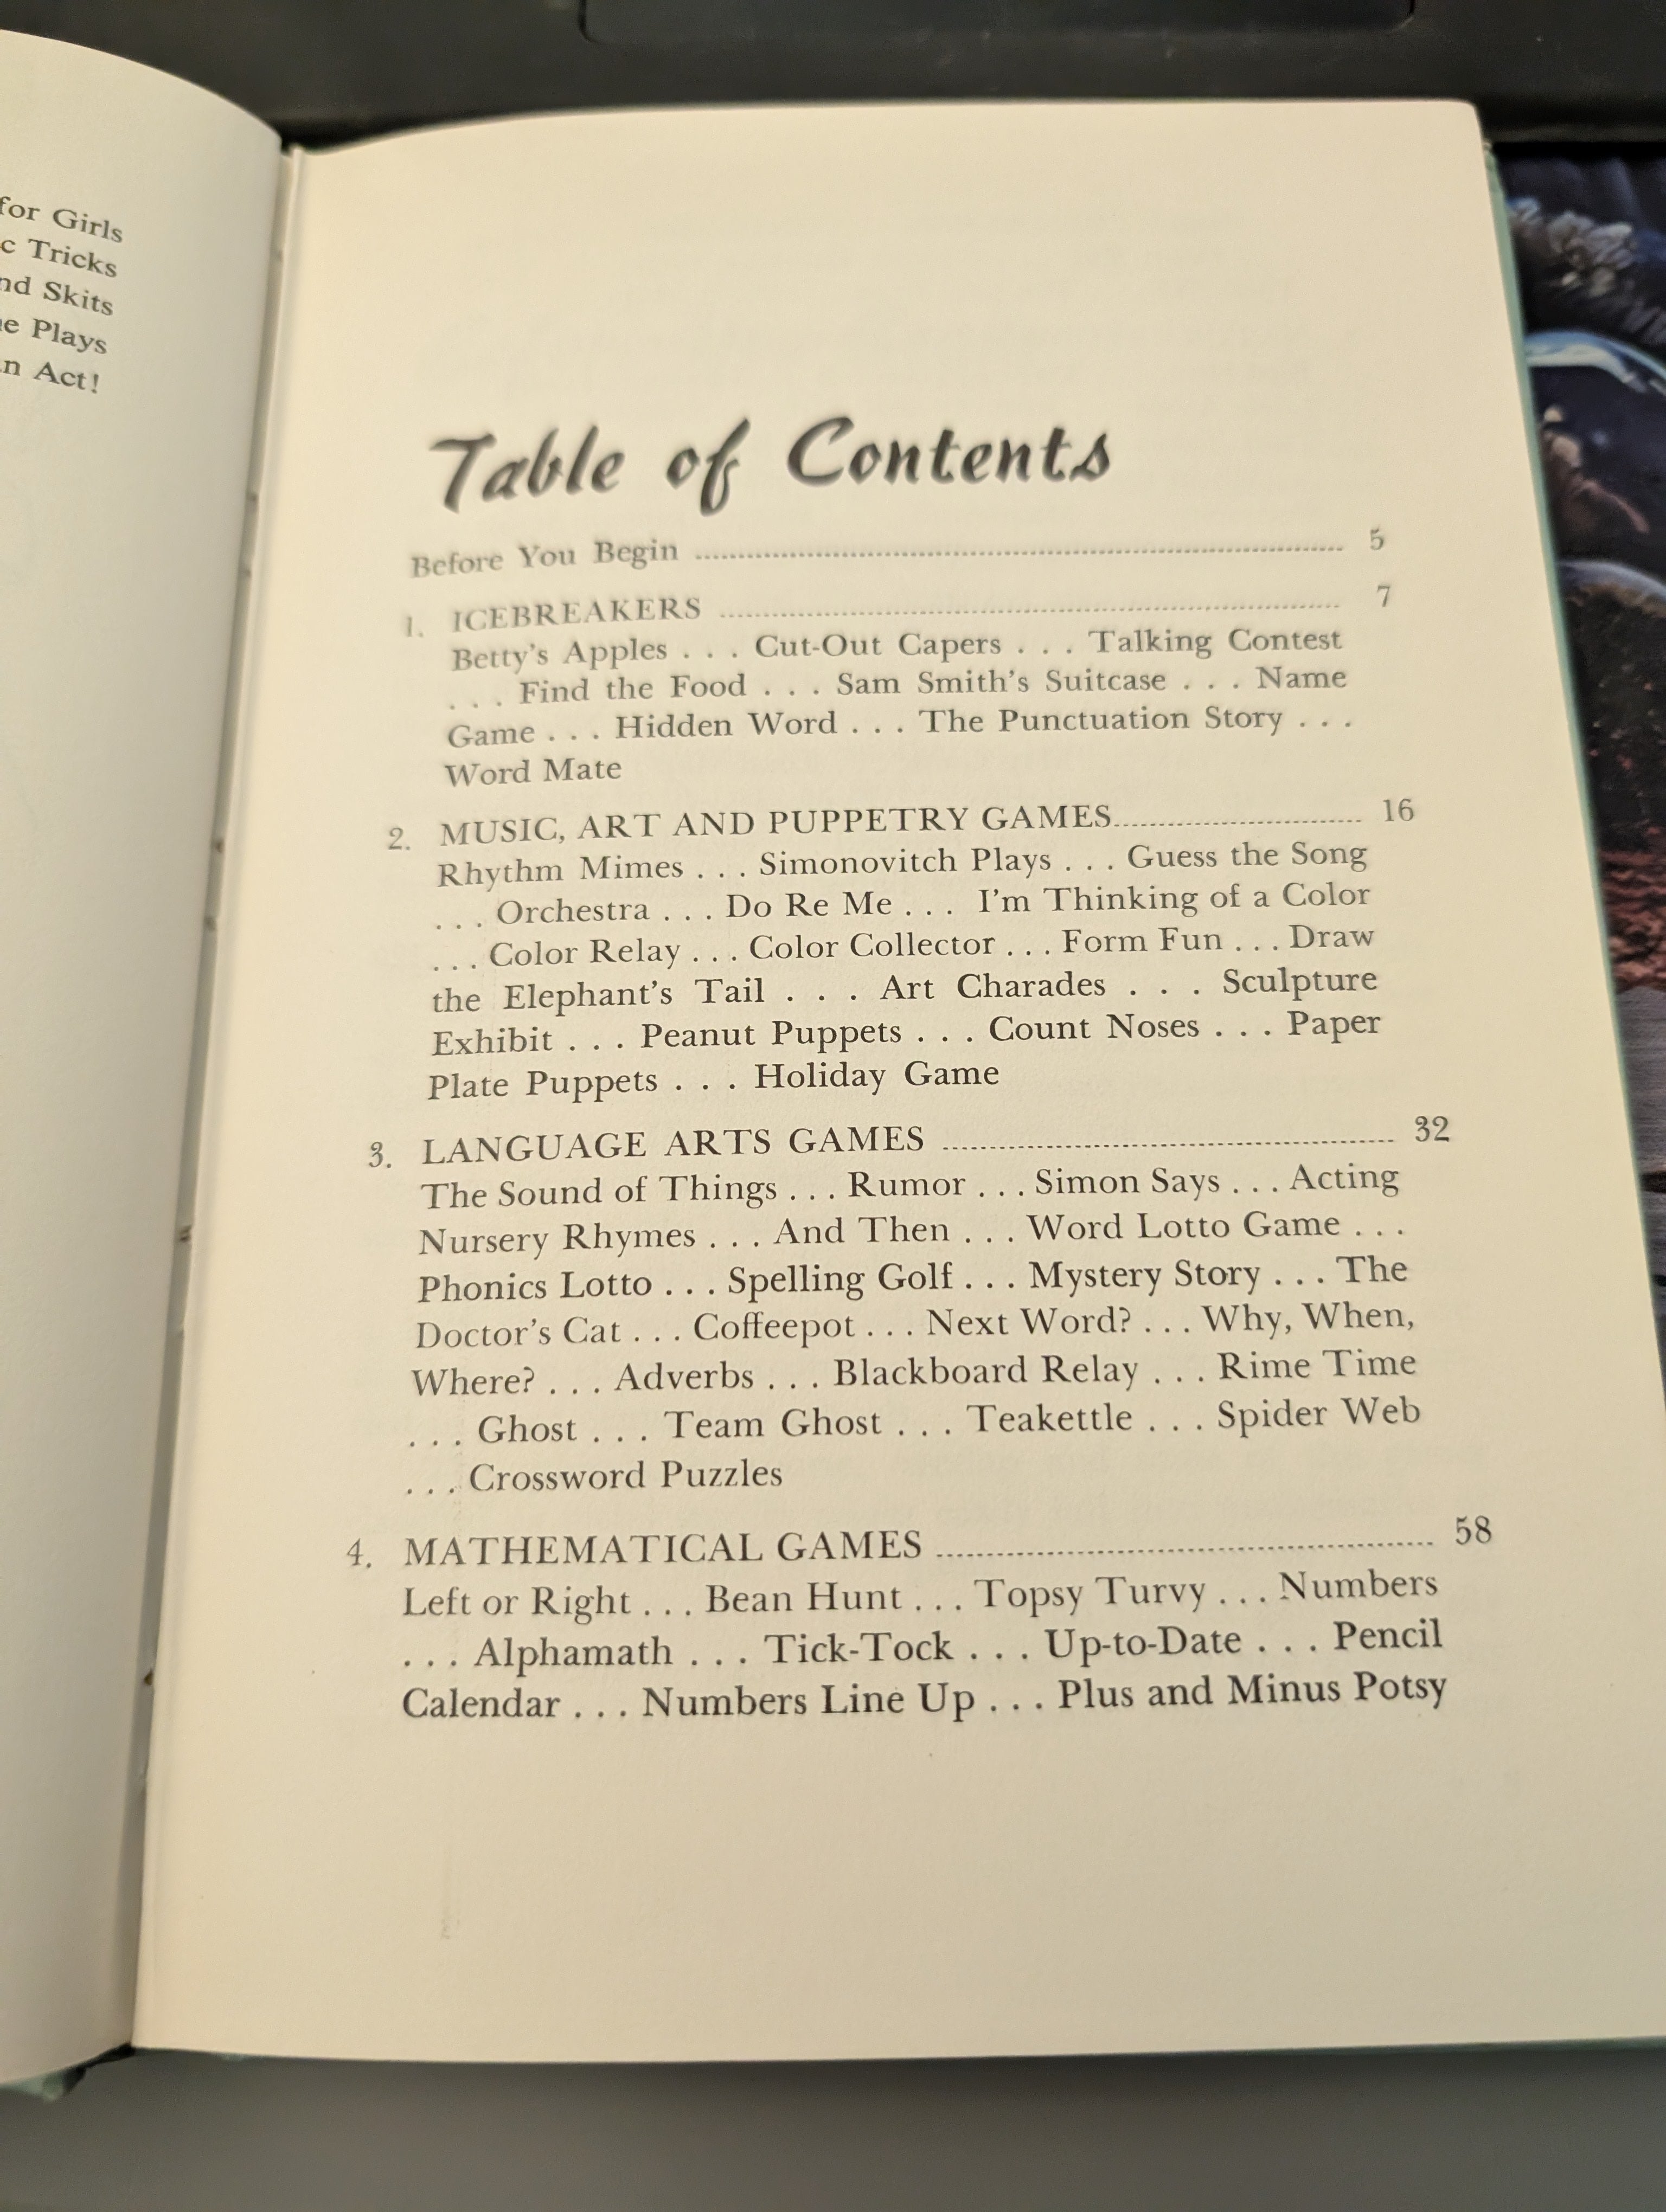 for Girls
Tricks
Skits
Plays
Act!
Table of Contents
Before You Begin ........ 5
1. ICEBREAKERS ........ 7
Betty's Apples . . . Cut-Out Capers . . . Talking Contest
. . . Find the Food . . . Sam Smith's Suitcase . . . Name
Game . . . Hidden Word . . . The Punctuation Story . . .
Word Mate
2. MUSIC, ART AND PUPPETRY GAMES........ 16
Rhythm Mimes . . . Simonovitch Plays . . . Guess the Song
. . . Orchestra . . . Do Re Me . . . I'm Thinking of a Color
. . . Color Relay . . . Color Collector . . . Form Fun . . . Draw
the Elephant's Tail . . . Art Charades . . . Sculpture
Exhibit . . . Peanut Puppets . . . Count Noses . . . Paper
Plate Puppets . . . Holiday Game
3. LANGUAGE ARTS GAMES ........ 32
The Sound of Things . . . Rumor . . . Simon Says . . . Acting
Nursery Rhymes . . . And Then . . . Word Lotto Game . . .
Phonics Lotto . . . Spelling Golf . . . Mystery Story . . . The
Doctor's Cat . . . Coffeepot . . . Next Word? . . . Why, When,
Where? . . . Adverbs . . . Blackboard Relay . . . Rime Time
. . . Ghost . . . Team Ghost . . . Teakettle . . . Spider Web
. . . Crossword Puzzles
4. MATHEMATICAL GAMES ........ 58
Left or Right . . . Bean Hunt . . . Topsy Turvy . . . Numbers
. . . Alphamath . . . Tick-Tock . . . Up-to-Date . . . Pencil
Calendar . . . Numbers Line Up . . . Plus and Minus Potsy